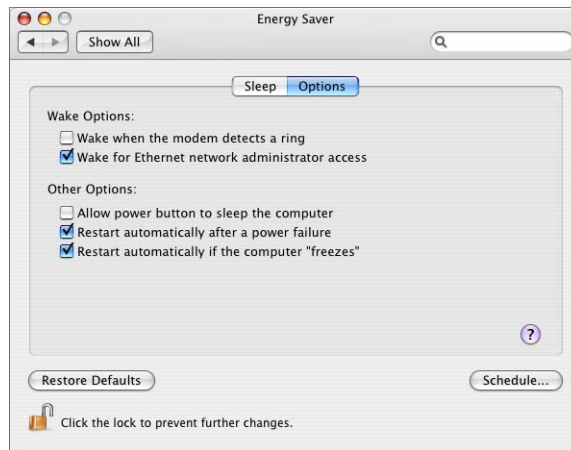 Energy Saver
Show All
Sleep Options
Wake Options:
Wake when the modem detects a ring
Wake for Ethernet network administrator access
Other Options:
Allow power button to sleep the computer
Restart automatically after a power failure
Restart automatically if the computer "freezes"
?
Restore Defaults Schedule...
Click the lock to prevent further changes.